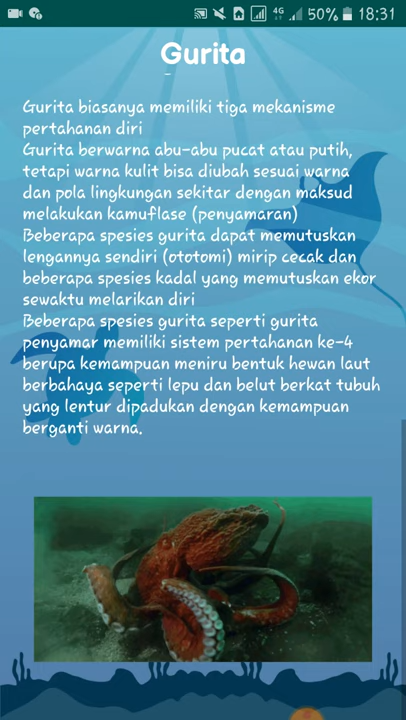 4G
50%
18:31
Gurita
Gurita biasanya memiliki tiga mekanisme
pertahanan diri
Gurita berwarna abu-abu pucat atau putih,
tetapi warna kulit bisa diubah sesuai warna
dan pola lingkungan sekitar dengan maksud
melakukan kamuflase (penyamaran)
Beberapa spesies gurita dapat memutuskan
lengannya sendiri (ototomi) mirip cecak dan
beberapa spesies kadal yang memutuskan ekor
sewaktu melarikan diri
Beberapa spesies gurita seperti gurita
penyamar memiliki sistem pertahanan ke-4
berupa kemampuan meniru bentuk hewan laut
berbahaya seperti lepu dan belut berkat tubuh
yang lentur dipadukan dengan kemampuan
berganti warna.